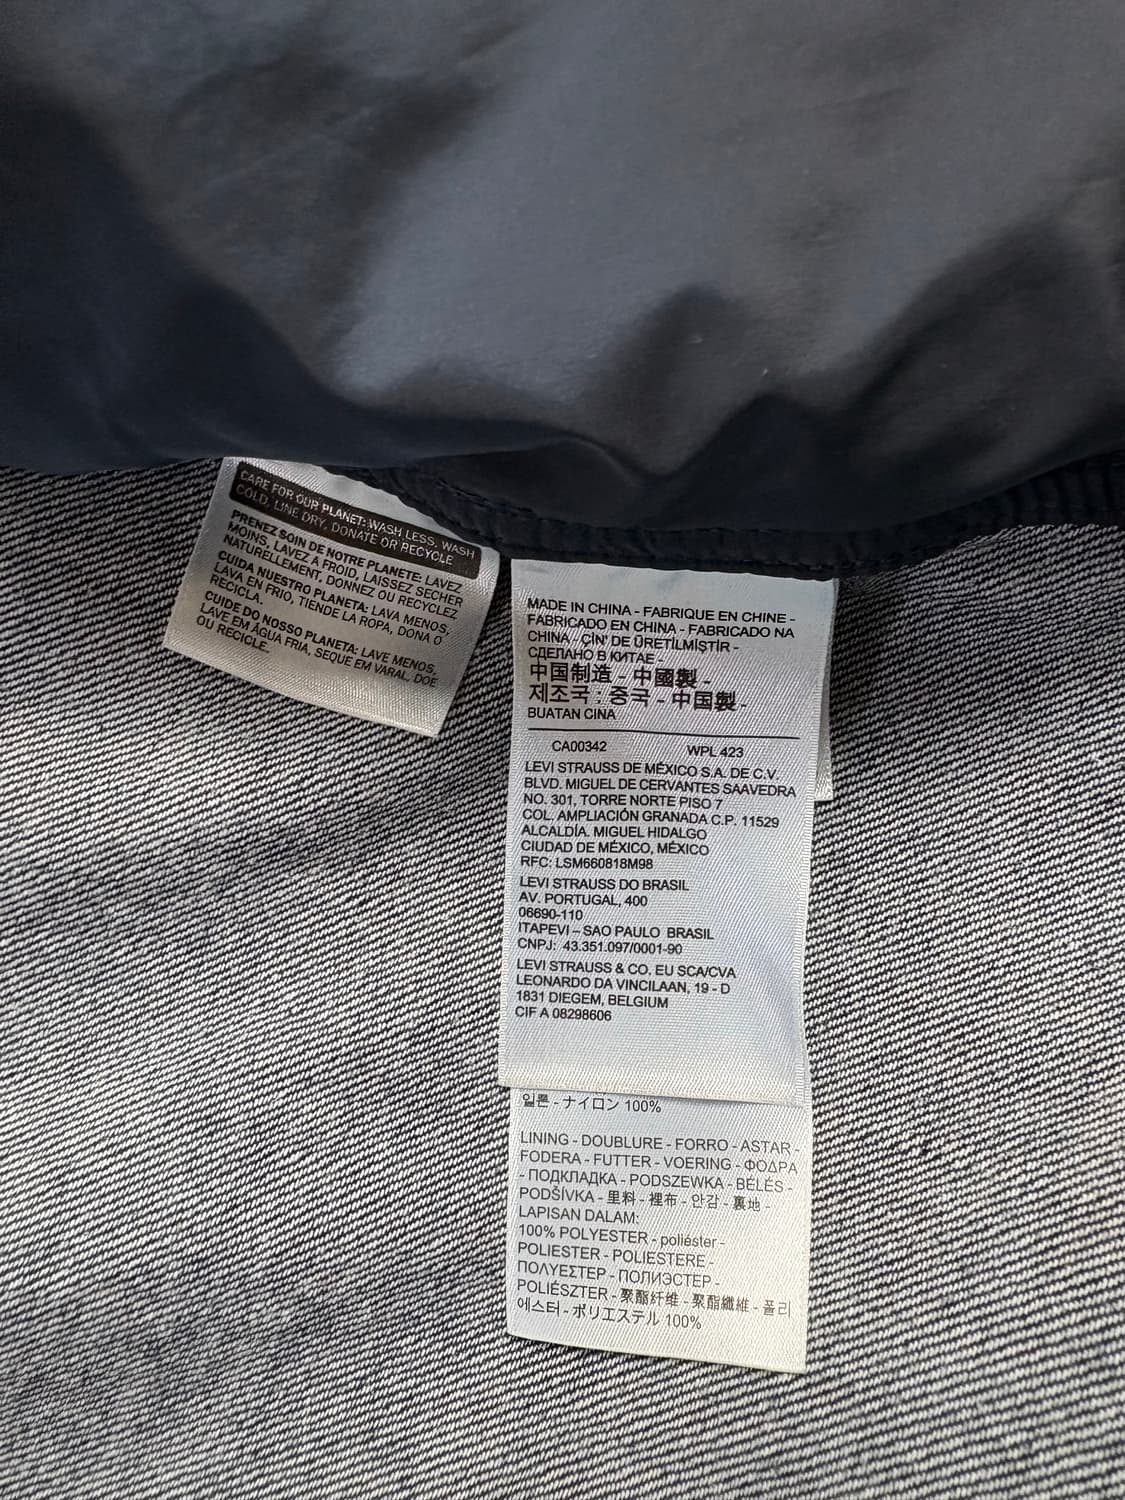 CARE FOR OUR PLANET: WASH LESS, WASH
COLD, LINE DRY, DONATE OR RECYCLE
PRENEZ SOIN DE NOTRE PLANETE: LAVEZ
MOINS, LAVEZ A FROID, LAISSEZ SECHER
NATURELLEMENT, DONNEZ OU RECYCLEZ
CUIDA NUESTRO PLANETA: LAVA MENOS,
LAVA EN FRIO, TIENDE LA ROPA, DONA O
RECICLA.
CUIDE DO NOSSO PLANETA: LAVE MENOS,
LAVE EM ÁGUA FRIA, SEQUE EM VARAL, DOE
OU RECICLE.
MADE IN CHINA - FABRIQUE EN CHINE -
FABRICADO EN CHINA - FABRICADO NA
CHINA - ÇİN' DE ÜRETİLMİŞTİR -
СДЕЛАНО В КИТАЕ -
中国制造 - 中國製 -
제조국 : 중국 - 中国製 -
BUATAN CINA
CA00342 WPL 423
LEVI STRAUSS DE MÉXICO S.A. DE C.V.
BLVD. MIGUEL DE CERVANTES SAAVEDRA
NO. 301, TORRE NORTE PISO 7
COL. AMPLIACIÓN GRANADA C.P. 11529
ALCALDÍA. MIGUEL HIDALGO
CIUDAD DE MÉXICO, MÉXICO
RFC: LSM660818M98
LEVI STRAUSS DO BRASIL
AV. PORTUGAL, 400
06690-110
ITAPEVI – SAO PAULO BRASIL
CNPJ: 43.351.097/0001-90
LEVI STRAUSS & CO. EU SCA/CVA
LEONARDO DA VINCILAAN, 19 - D
1831 DIEGEM, BELGIUM
CIF A 08298606
일론 - ナイロン 100%
LINING - DOUBLURE - FORRO - ASTAR -
FODERA - FUTTER - VOERING - ΦΟΔΡΑ
- ПОДКЛАДКА - PODSZEWKA - BÉLÉS -
PODŠÍVKA - 里料 - 裡布 - 안감 - 裏地 -
LAPISAN DALAM:
100% POLYESTER - poliéster -
POLIESTER - POLIESTERE -
ΠΟΛΥΕΣΤΕΡ - ПОЛИЭСТЕР -
POLIÉSZTER - 聚酯纤维 - 聚酯纖維 - 폴리
에스터 - ポリエステル 100%